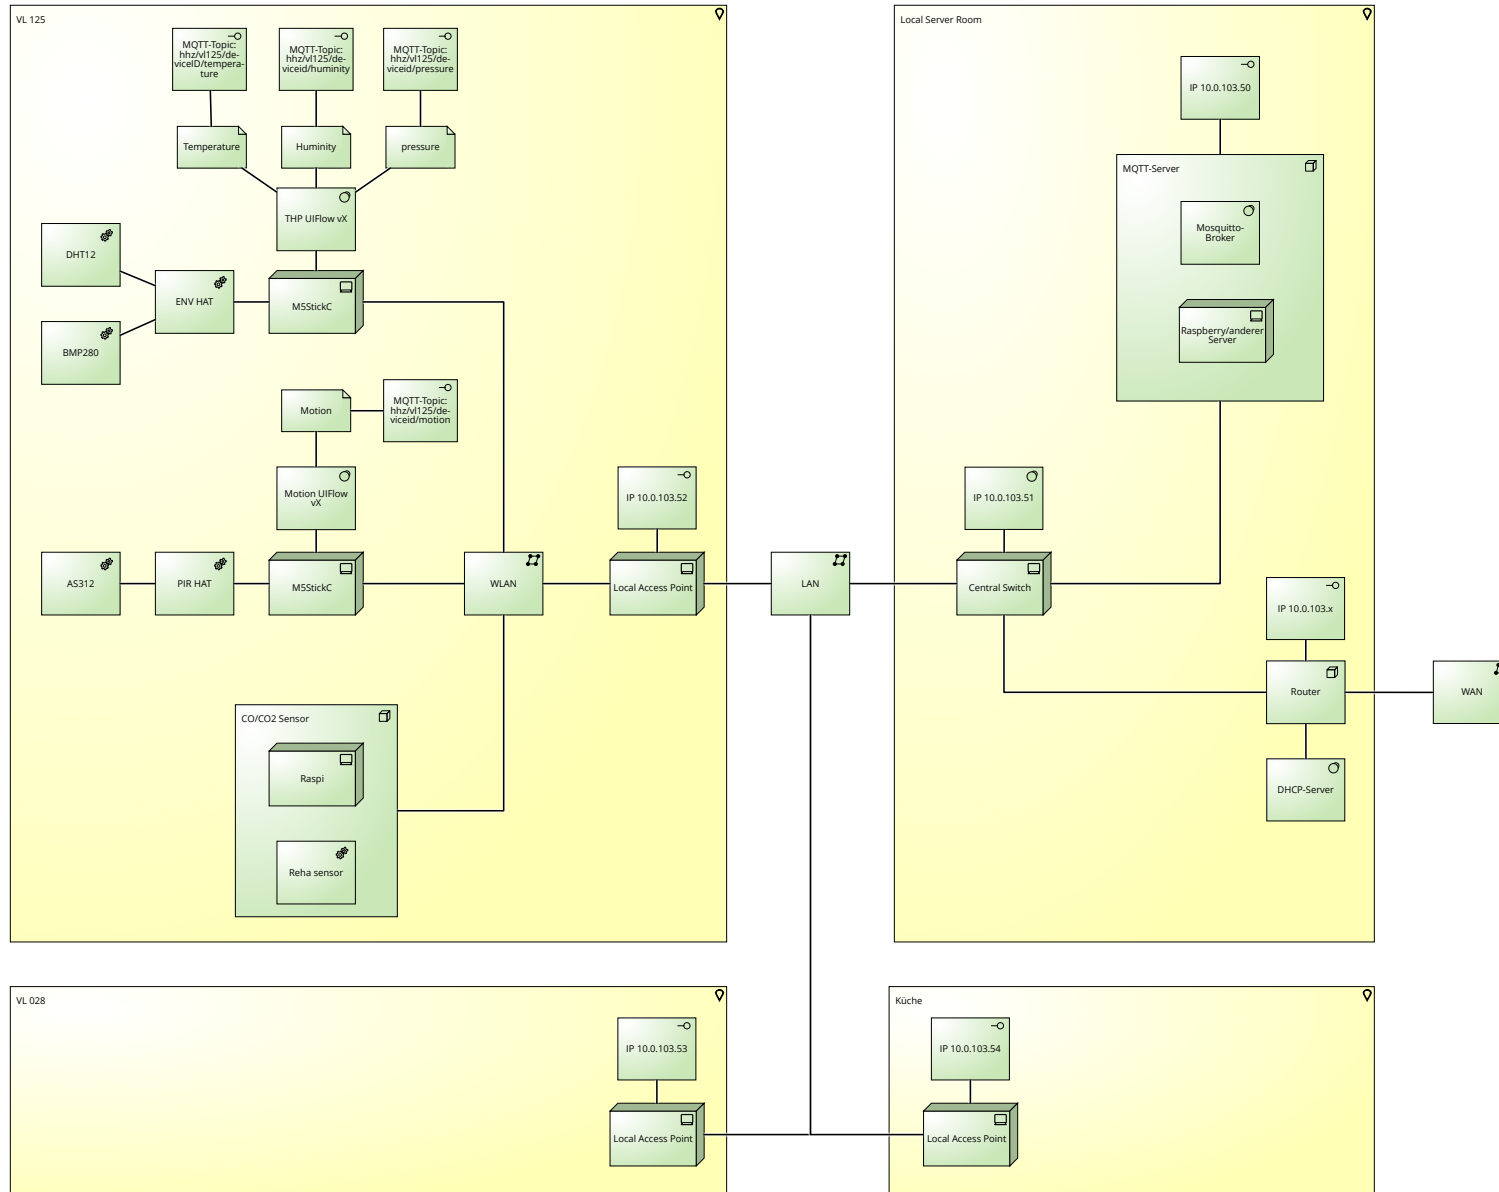 VL 125
MQTT-Topic:
hhz/vl125/de-
viceID/tempera-
ture
MQTT-Topic:
hhz/vl125/de-
viceid/huminity
MQTT-Topic:
hhz/vl125/de-
viceid/pressure
Temperature
Huminity
pressure
THP UIFlow vX
DHT12
ENV HAT
M5StickC
BMP280
Motion
MQTT-Topic:
hhz/vl125/de-
viceid/motion
Motion UIFlow
vX
AS312
PIR HAT
M5StickC
WLAN
IP 10.0.103.52
Local Access Point
CO/CO2 Sensor
Raspi
Reha sensor
LAN
Local Server Room
IP 10.0.103.50
MQTT-Server
Mosquitto-
Broker
Raspberry/anderer
Server
IP 10.0.103.51
Central Switch
IP 10.0.103.x
Router
DHCP-Server
WAN
VL 028
IP 10.0.103.53
Local Access Point
Küche
IP 10.0.103.54
Local Access Point